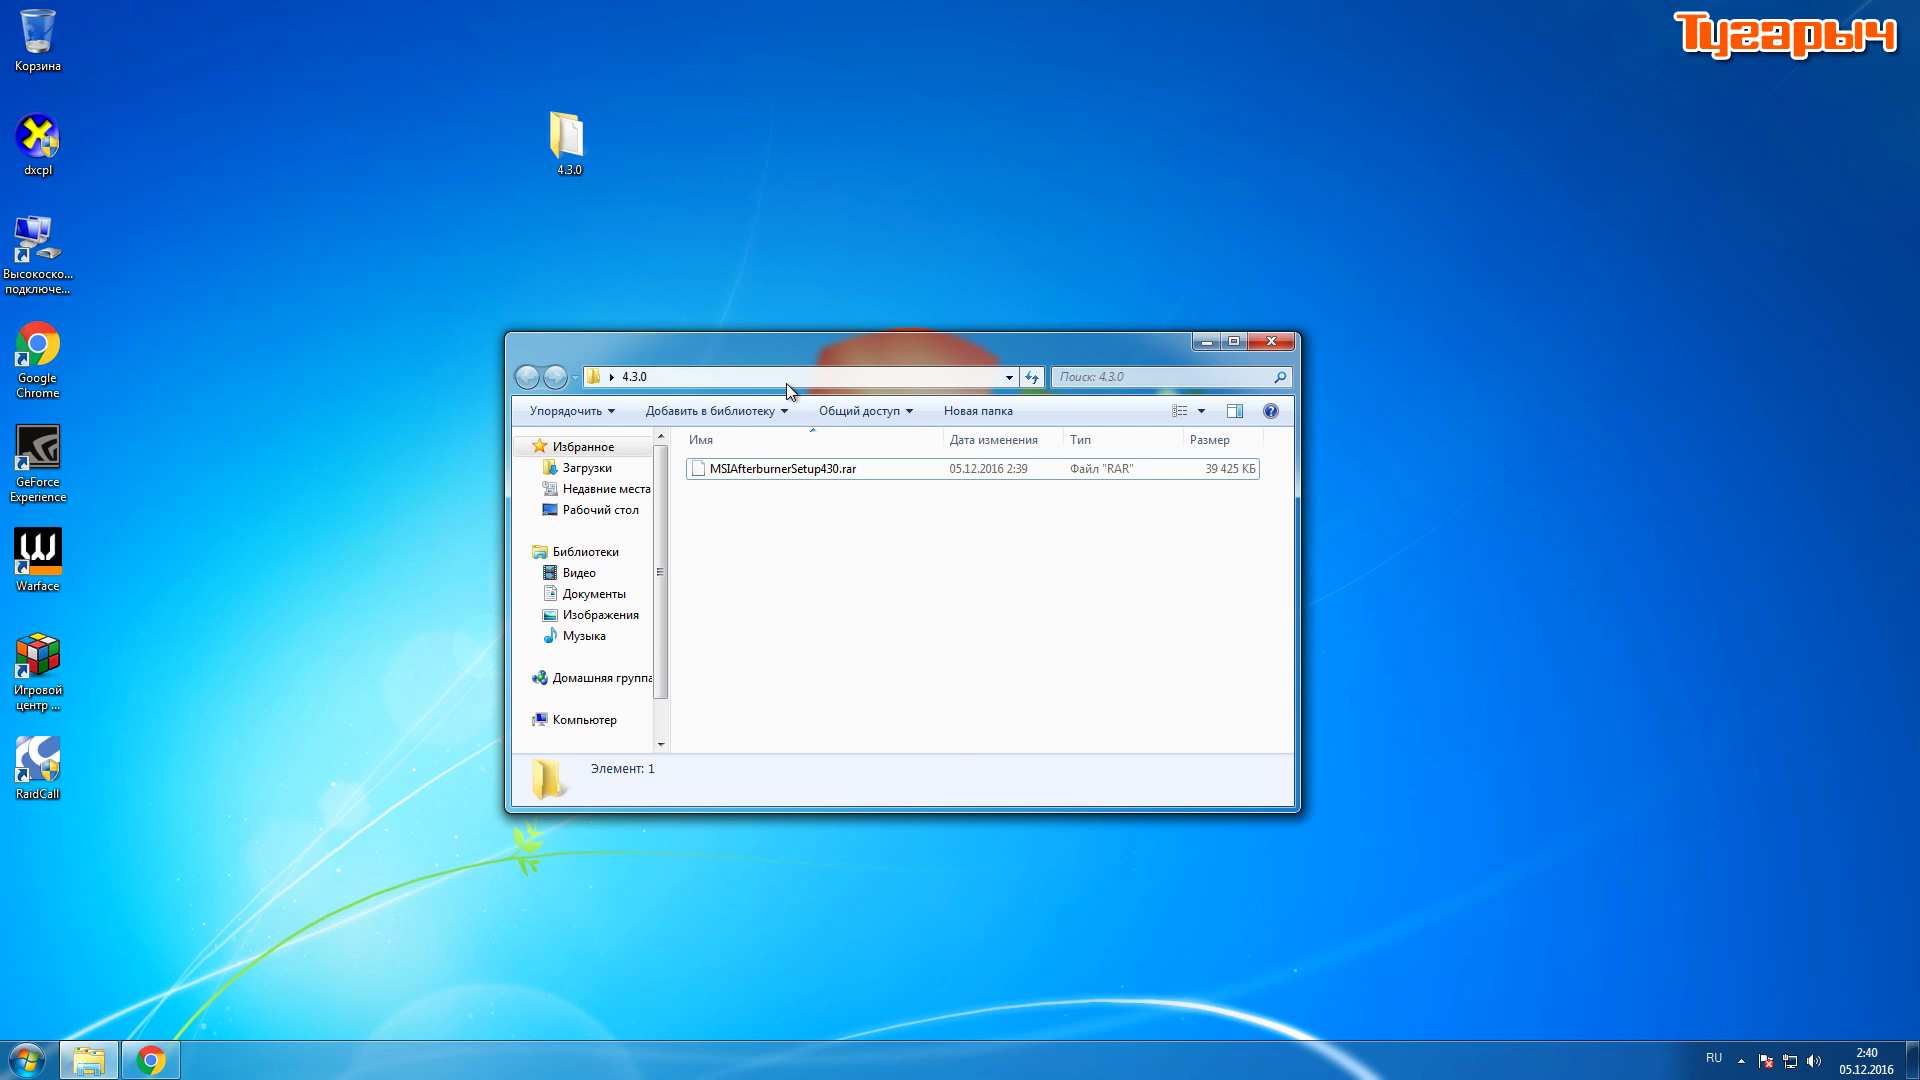 Тугарыч
Корзина
dxcpl
Высокоско...
подключе...
Google
Chrome
GeForce
Experience
Warface
Игровой
центр ...
RaidCall
4.3.0
4.3.0
Поиск: 4.3.0
Упорядочить
Добавить в библиотеку
Общий доступ
Новая папка
Избранное
Загрузки
Недавние места
Рабочий стол
Библиотеки
Видео
Документы
Изображения
Музыка
Домашняя группа
Компьютер
Имя
Дата изменения
Тип
Размер
MSIAfterburnerSetup430.rar
05.12.2016 2:39
Файл "RAR"
39 425 КБ
Элемент: 1
RU
2:40
05.12.2016